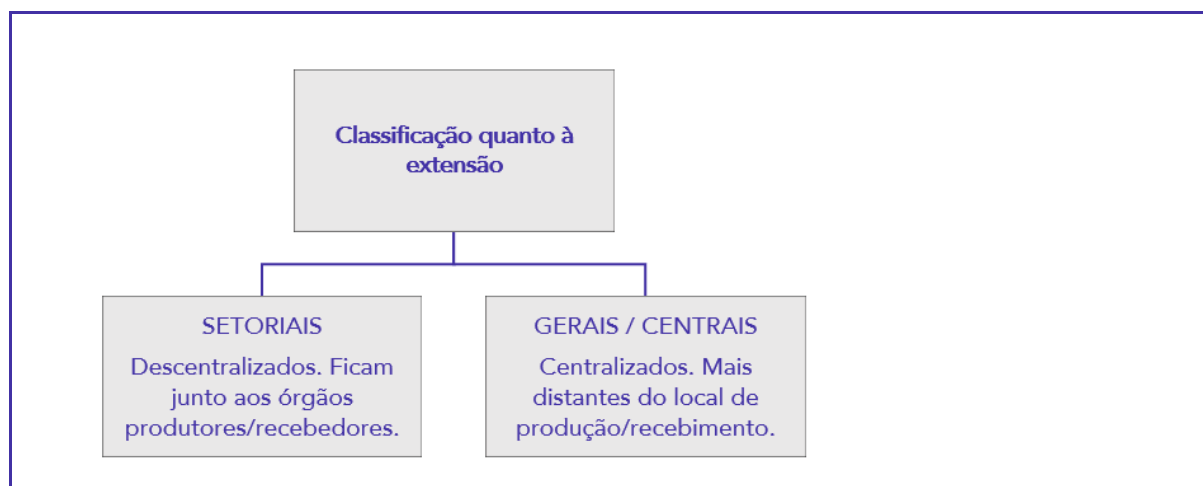 Classificação quanto à
extensão
SETORIAIS
Descentralizados. Ficam
junto aos órgãos
produtores/recebedores.
GERAIS / CENTRAIS
Centralizados. Mais
distantes do local de
produção/recebimento.